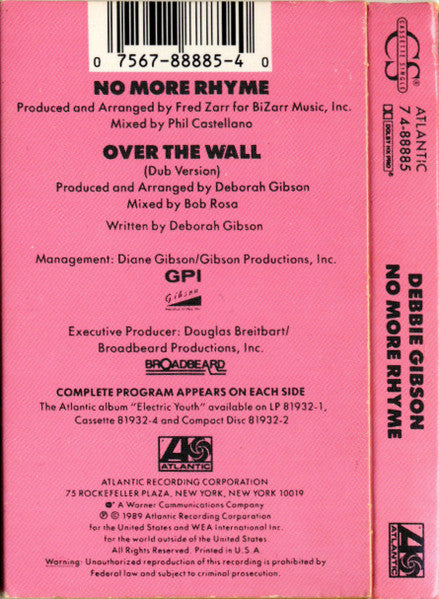 0 7567-88885-4 0
NO MORE RHYME
Produced and Arranged by Fred Zarr for BiZarr Music, Inc.
Mixed by Phil Castellano
OVER THE WALL
(Dub Version)
Produced and Arranged by Deborah Gibson
Mixed by Bob Rosa
Written by Deborah Gibson
Management: Diane Gibson/Gibson Productions, Inc.
GPI
Gibson
Executive Producer: Douglas Breitbart/
Broadbeard Productions, Inc.
BROADBEARD
COMPLETE PROGRAM APPEARS ON EACH SIDE
The Atlantic album "Electric Youth" available on LP 81932-1,
Cassette 81932-4 and Compact Disc 81932-2
ATLANTIC
ATLANTIC RECORDING CORPORATION
75 ROCKEFELLER PLAZA, NEW YORK, NEW YORK 10019
A Warner Communications Company
℗ © 1989 Atlantic Recording Corporation
for the United States and WEA International Inc.
for the world outside of the United States.
All Rights Reserved. Printed in U.S.A.
Warning: Unauthorized reproduction of this recording is prohibited by
Federal law and subject to criminal prosecution.
CS®
CASSETTE SINGLE
ATLANTIC
7 4-88885
DOLBY HX PRO®
DEBBIE GIBSON
NO MORE RHYME
ATLANTIC